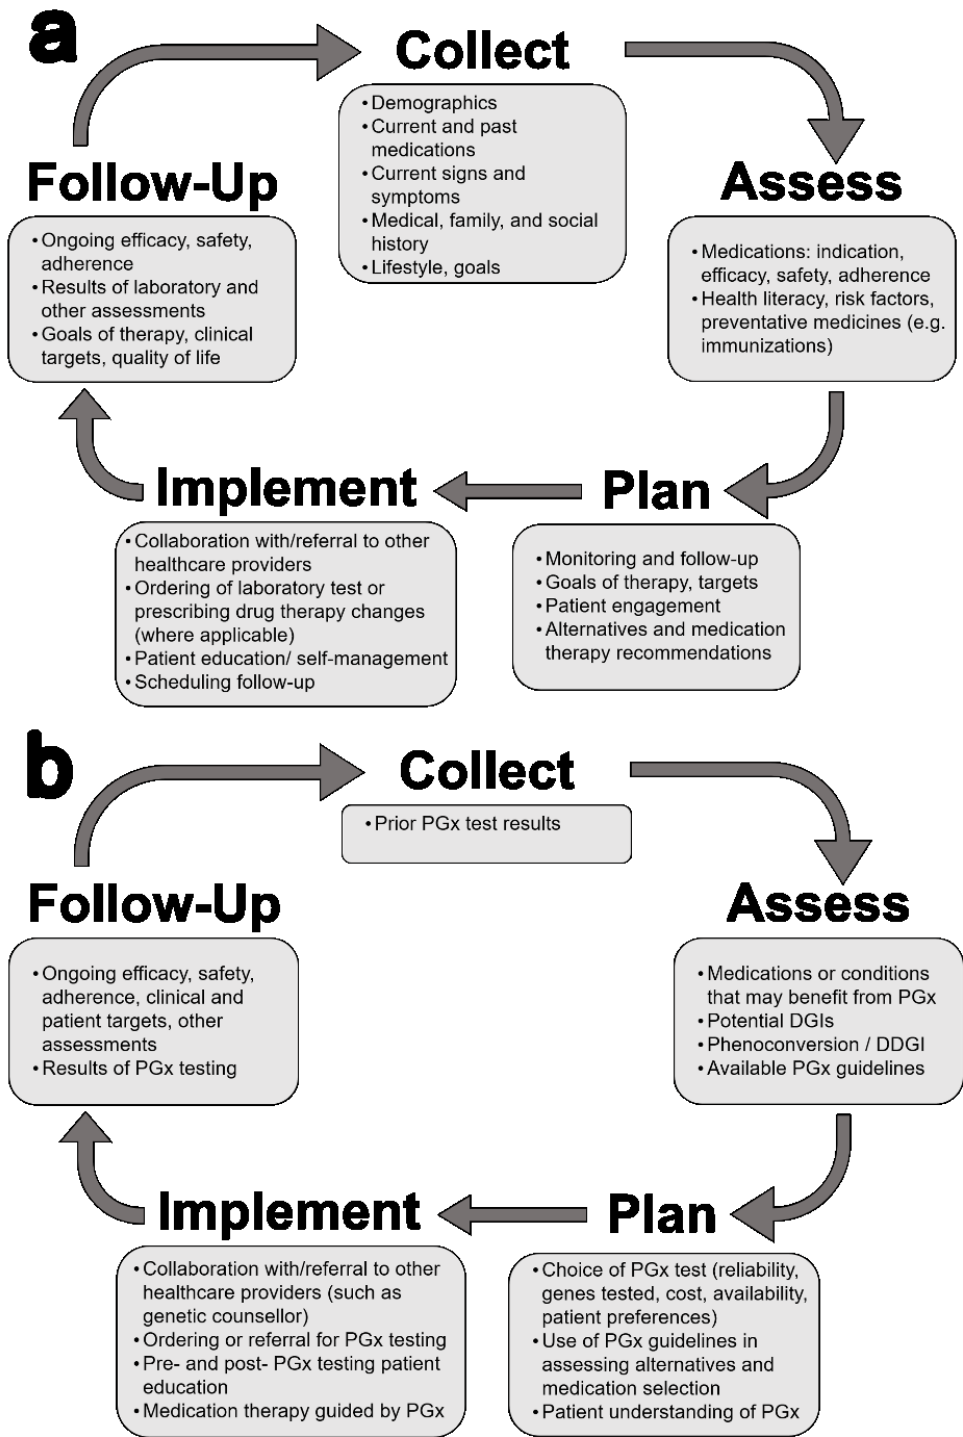 a
Collect
• Demographics
• Current and past
medications
• Current signs and
symptoms
• Medical, family, and social
history
• Lifestyle, goals
Assess
• Medications: indication,
efficacy, safety, adherence
• Health literacy, risk factors,
preventative medicines (e.g.
immunizations)
Plan
• Monitoring and follow-up
• Goals of therapy, targets
• Patient engagement
• Alternatives and medication
therapy recommendations
Implement
• Collaboration with/referral to other
healthcare providers
• Ordering of laboratory test or
prescribing drug therapy changes
(where applicable)
• Patient education/ self-management
• Scheduling follow-up
Follow-Up
• Ongoing efficacy, safety,
adherence
• Results of laboratory and
other assessments
• Goals of therapy, clinical
targets, quality of life
b
Collect
• Prior PGx test results
Assess
• Medications or conditions
that may benefit from PGx
• Potential DGIs
• Phenoconversion / DDGI
• Available PGx guidelines
Plan
• Choice of PGx test (reliability,
genes tested, cost, availability,
patient preferences)
• Use of PGx guidelines in
assessing alternatives and
medication selection
• Patient understanding of PGx
Implement
• Collaboration with/referral to other
healthcare providers (such as
genetic counsellor)
• Ordering or referral for PGx testing
• Pre- and post- PGx testing patient
education
• Medication therapy guided by PGx
Follow-Up
• Ongoing efficacy, safety,
adherence, clinical and
patient targets, other
assessments
• Results of PGx testing